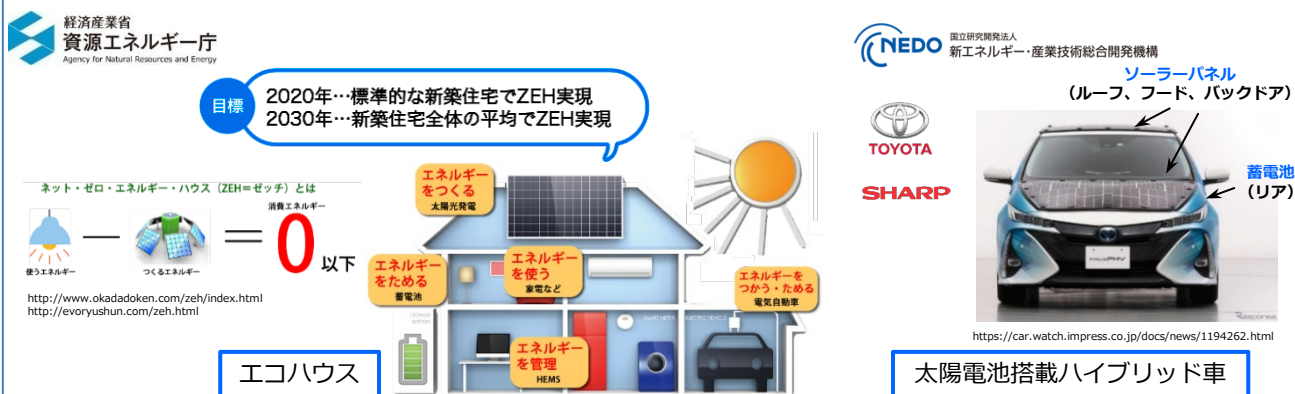 経済産業省
資源エネルギー庁
Agency for Natural Resources and Energy
目標
2020年…標準的な新築住宅でZEH実現
2030年…新築住宅全体の平均でZEH実現
ネット・ゼロ・エネルギー・ハウス（ZEH=ゼッチ）とは
消費エネルギー
0
以下
使うエネルギー
つくるエネルギー
http://www.okadadoken.com/zeh/index.html
http://evoryushun.com/zeh.html
エネルギー
をつくる
太陽光発電
エネルギー
をためる
蓄電池
エネルギー
を使う
家電など
エネルギーを
つかう・ためる
電気自動車
エネルギー
を管理
HEMS
エコハウス
NEDO
国立研究開発法人
新エネルギー・産業技術総合開発機構
TOYOTA
SHARP
ソーラーパネル
（ルーフ、フード、バックドア）
蓄電池
（リア）
PRIUS PHV
Response
https://car.watch.impress.co.jp/docs/news/1194262.html
太陽電池搭載ハイブリッド車